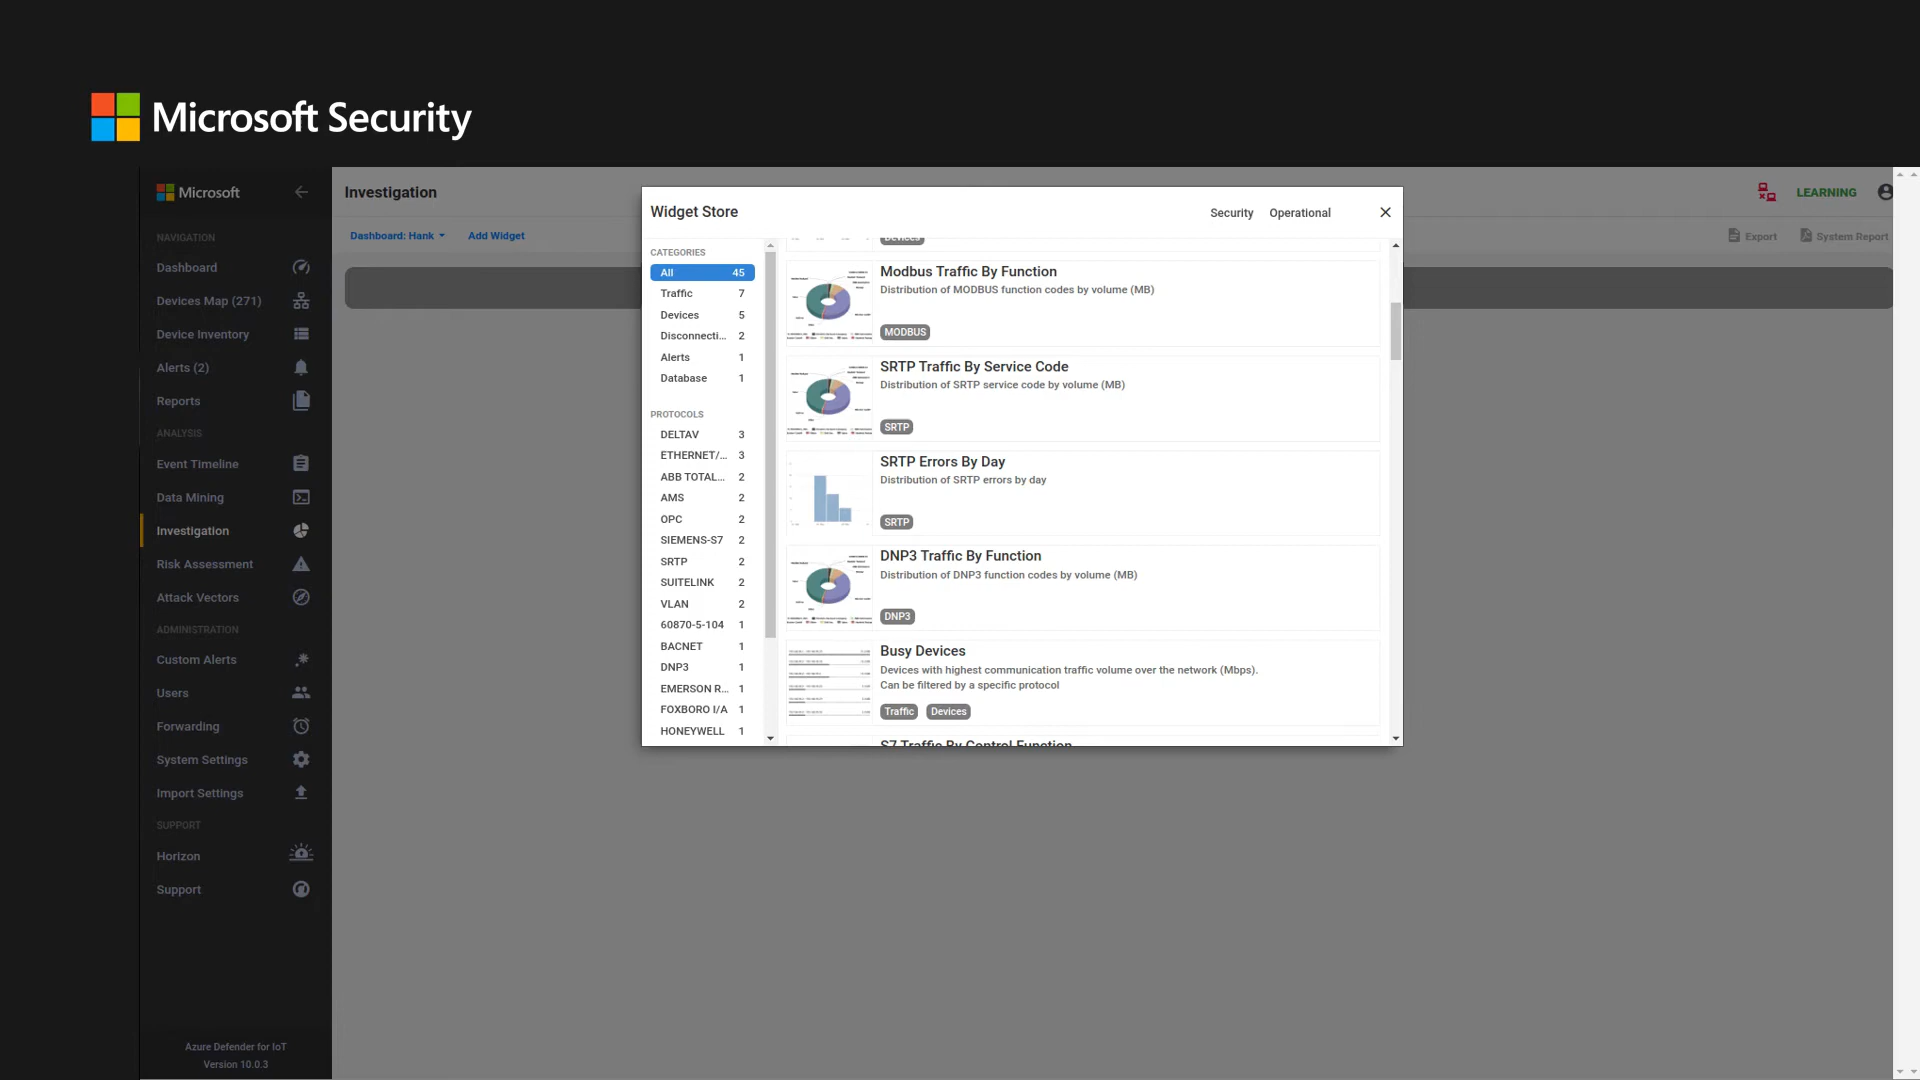 Microsoft Security
Microsoft
NAVIGATION
Dashboard
Devices Map (271)
Device Inventory
Alerts (2)
Reports
ANALYSIS
Event Timeline
Data Mining
Investigation
Risk Assessment
Attack Vectors
ADMINISTRATION
Custom Alerts
Users
Forwarding
System Settings
Import Settings
SUPPORT
Horizon
Support
Azure Defender for IoT
Version 10.0.3
Investigation
LEARNING
Dashboard: Hank
Add Widget
Export
System Report
Widget Store
Security
Operational
CATEGORIES
All 45
Traffic 7
Devices 5
Disconnecti... 2
Alerts 1
Database 1
PROTOCOLS
DELTAV 3
ETHERNET/... 3
ABB TOTAL... 2
AMS 2
OPC 2
SIEMENS-S7 2
SRTP 2
SUITELINK 2
VLAN 2
60870-5-104 1
BACNET 1
DNP3 1
EMERSON R... 1
FOXBORO I/A 1
HONEYWELL 1
Devices
Modbus Traffic By Function
Distribution of MODBUS function codes by volume (MB)
MODBUS
SRTP Traffic By Service Code
Distribution of SRTP service code by volume (MB)
SRTP
SRTP Errors By Day
Distribution of SRTP errors by day
SRTP
DNP3 Traffic By Function
Distribution of DNP3 function codes by volume (MB)
DNP3
Busy Devices
Devices with highest communication traffic volume over the network (Mbps).
Can be filtered by a specific protocol
Traffic Devices
S7 Traffic By Control Function